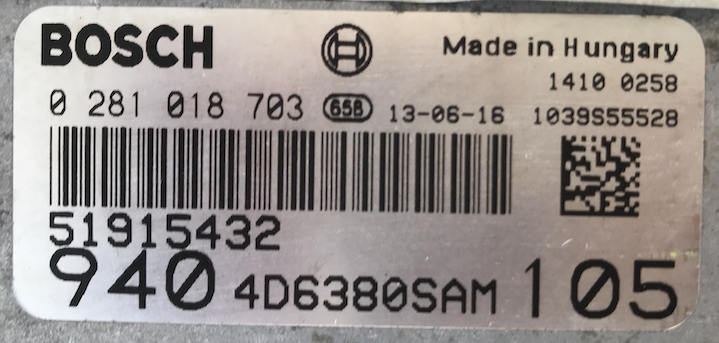 BOSCH Made in Hungary
1410 0258
0 281 018 703 658 13-06-16 1039S55528
51915432
940 4D6380SAM 105